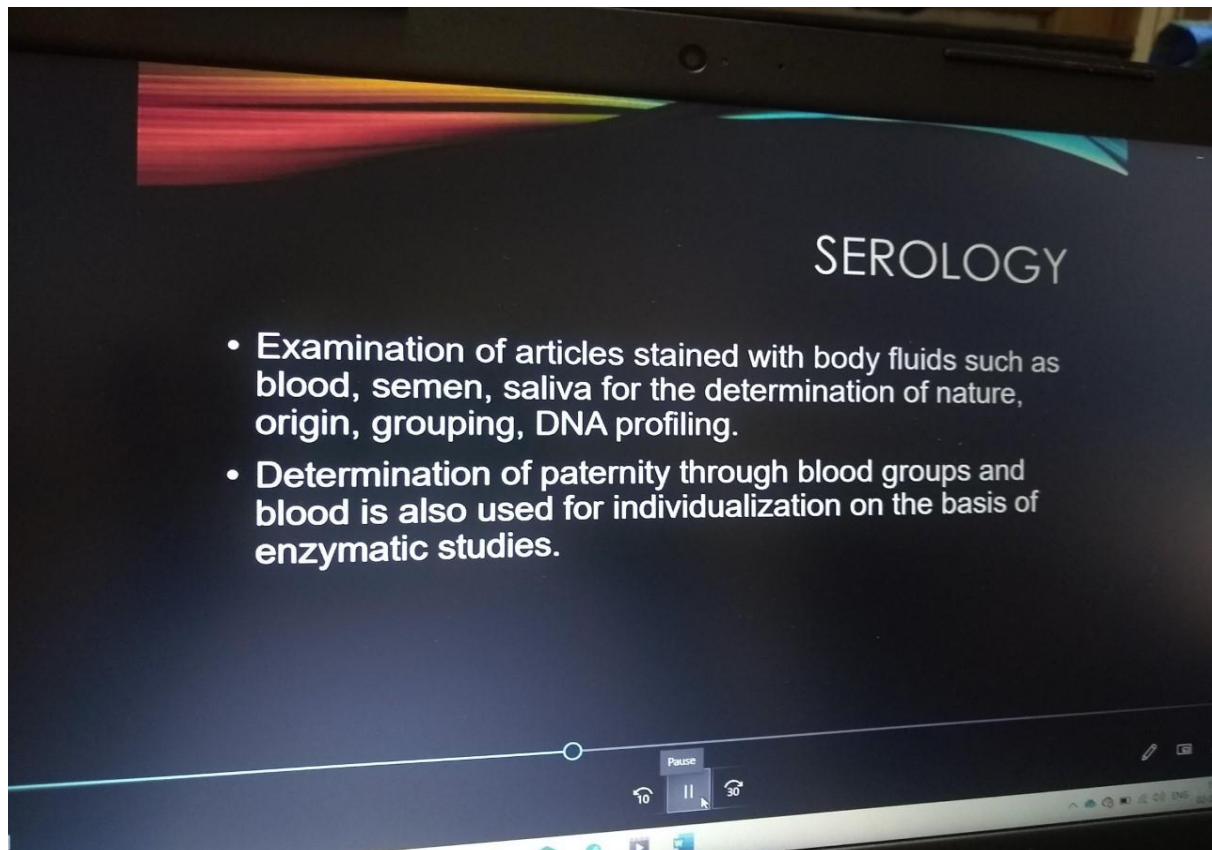 SEROLOGY
• Examination of articles stained with body fluids such as
blood, semen, saliva for the determination of nature,
origin, grouping, DNA profiling.
• Determination of paternity through blood groups and
blood is also used for individualization on the basis of
enzymatic studies.
Pause
10
30
ENG